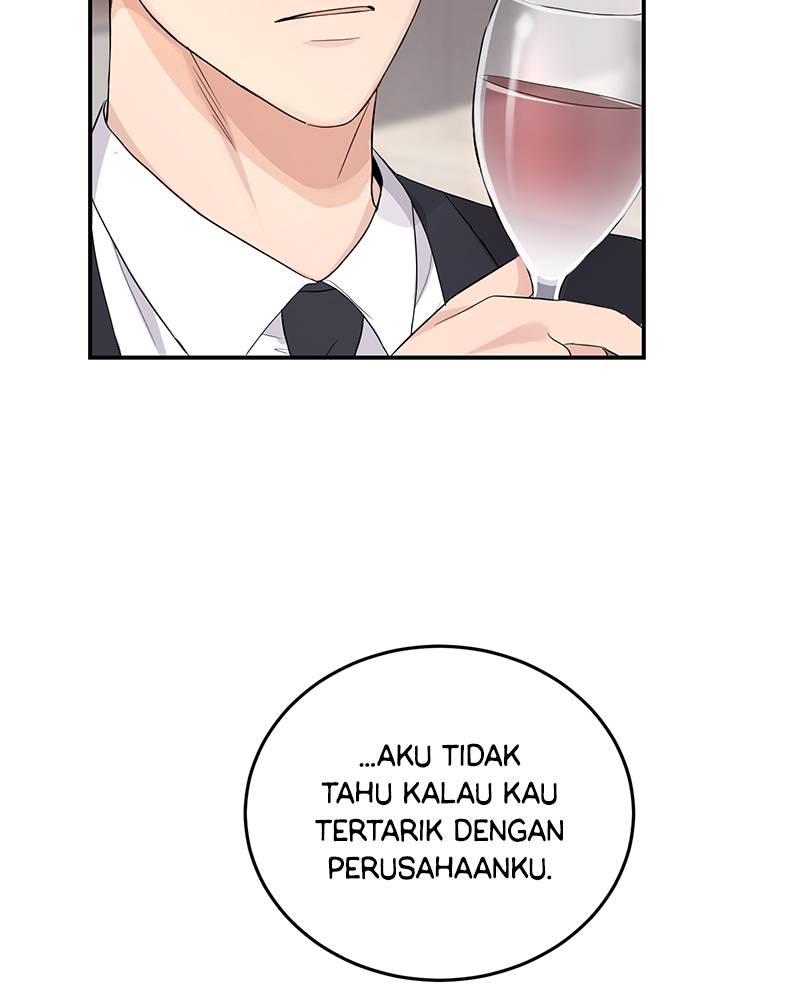 ...AKU TIDAK
TAHU KALAU KAU
TERTARIK DENGAN
PERUSAHAANKU.